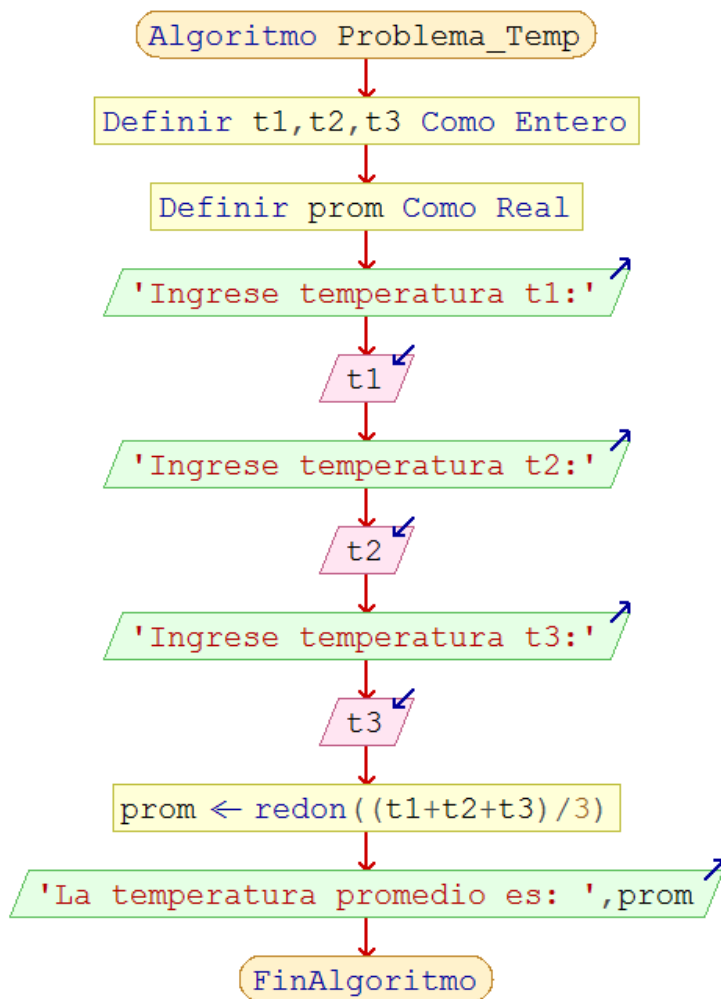 Algoritmo Problema_Temp
Definir t1,t2,t3 Como Entero
Definir prom Como Real
'Ingrese temperatura t1:'
t1
'Ingrese temperatura t2:'
t2
'Ingrese temperatura t3:'
t3
prom ← redon((t1+t2+t3)/3)
'La temperatura promedio es: ',prom
FinAlgoritmo